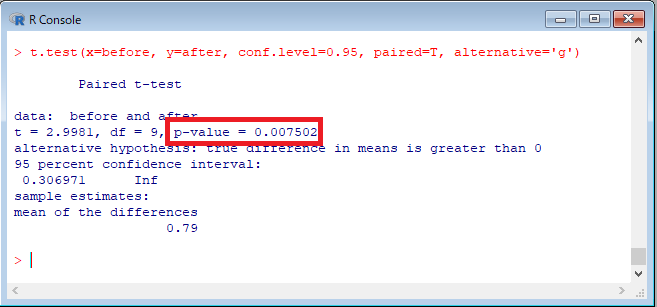 R Console
> t.test(x=before, y=after, conf.level=0.95, paired=T, alternative='g')
Paired t-test
data:  before and after
t = 2.9981, df = 9, p-value = 0.007502
alternative hypothesis: true difference in means is greater than 0
95 percent confidence interval:
0.306971      Inf
sample estimates:
mean of the differences
0.79
>